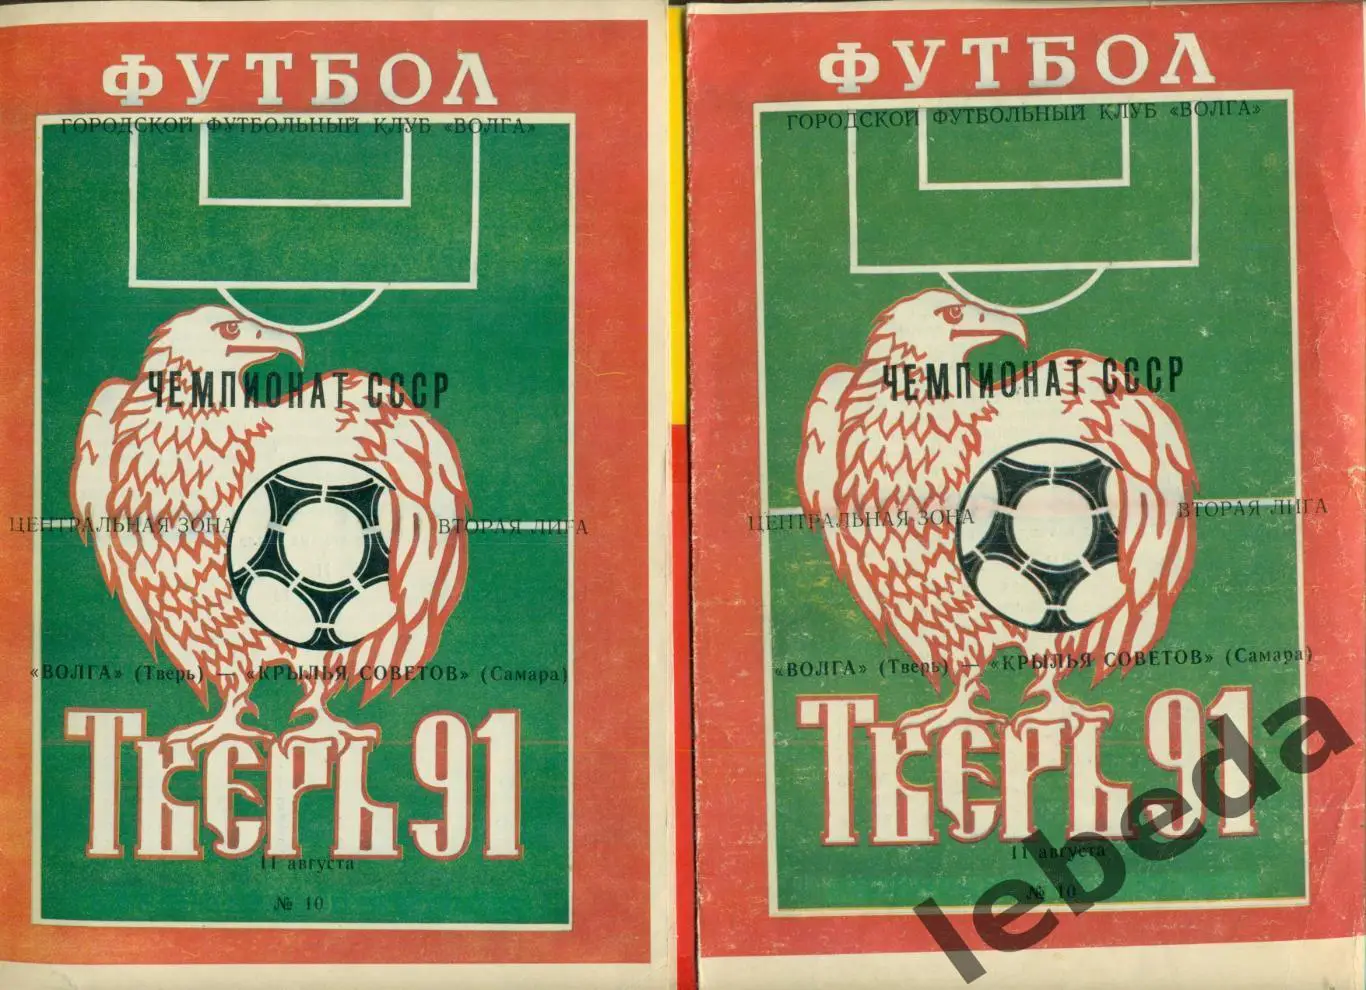 ФУТБОЛ
ГОРОДСКОЙ ФУТБОЛЬНЫЙ КЛУБ «ВОЛГА»
ЧЕМПИОНАТ СССР
ЦЕНТРАЛЬНАЯ ЗОНА ВТОРАЯ ЛИГА
«ВОЛГА» (Тверь) — «КРЫЛЬЯ СОВЕТОВ» (Самара)
Тверь 91
11 августа
№ 10
ФУТБОЛ
ГОРОДСКОЙ ФУТБОЛЬНЫЙ КЛУБ «ВОЛГА»
ЧЕМПИОНАТ СССР
ЦЕНТРАЛЬНАЯ ЗОНА ВТОРАЯ ЛИГА
«ВОЛГА» (Тверь) — «КРЫЛЬЯ СОВЕТОВ» (Самара)
Тверь 91
11 августа
№ 10
lebeda